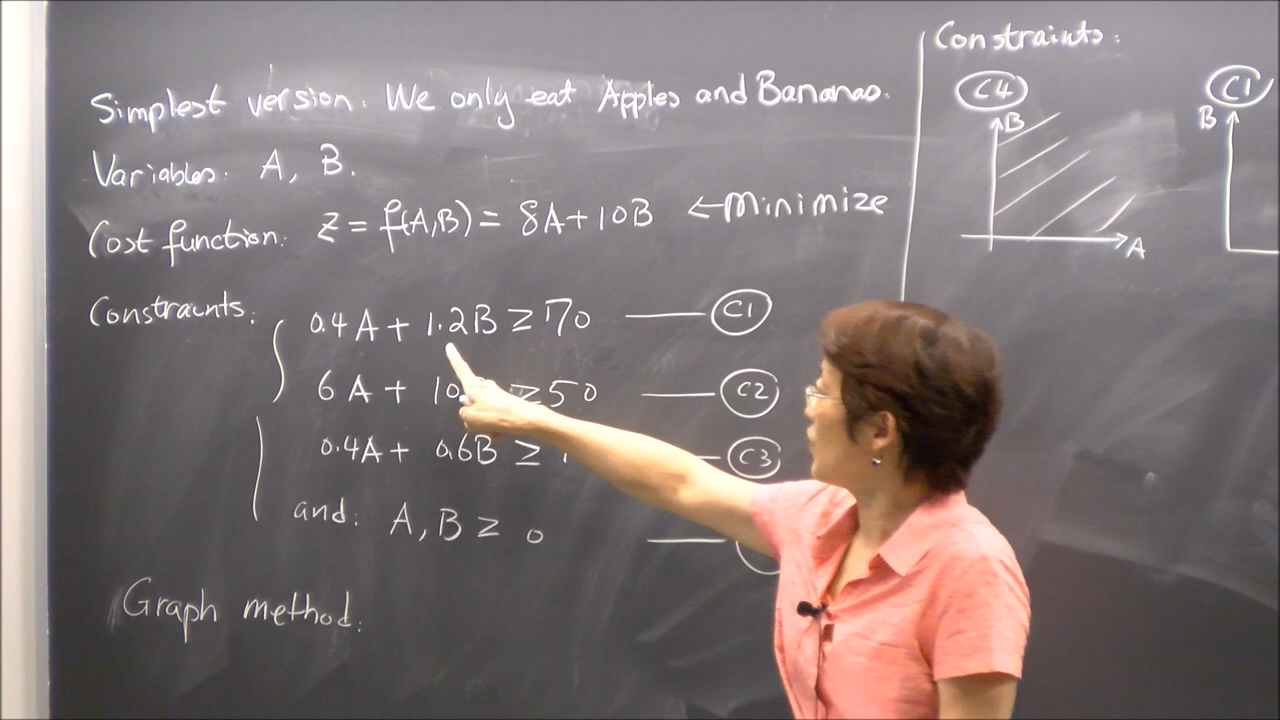 Simplest version. We only eat Apples and Bananas.
Variables: A, B.
Cost function: z = f(A,B) = 8A+10B ← Minimize
Constraints:
0.4A + 1.2B ≥ 70 — C1
6A + 10 ≥ 50 — C2
0.4A + 0.6B ≥ — C3
and: A, B ≥ 0
Graph method:
Constraints:
C4
B
A
C1
B